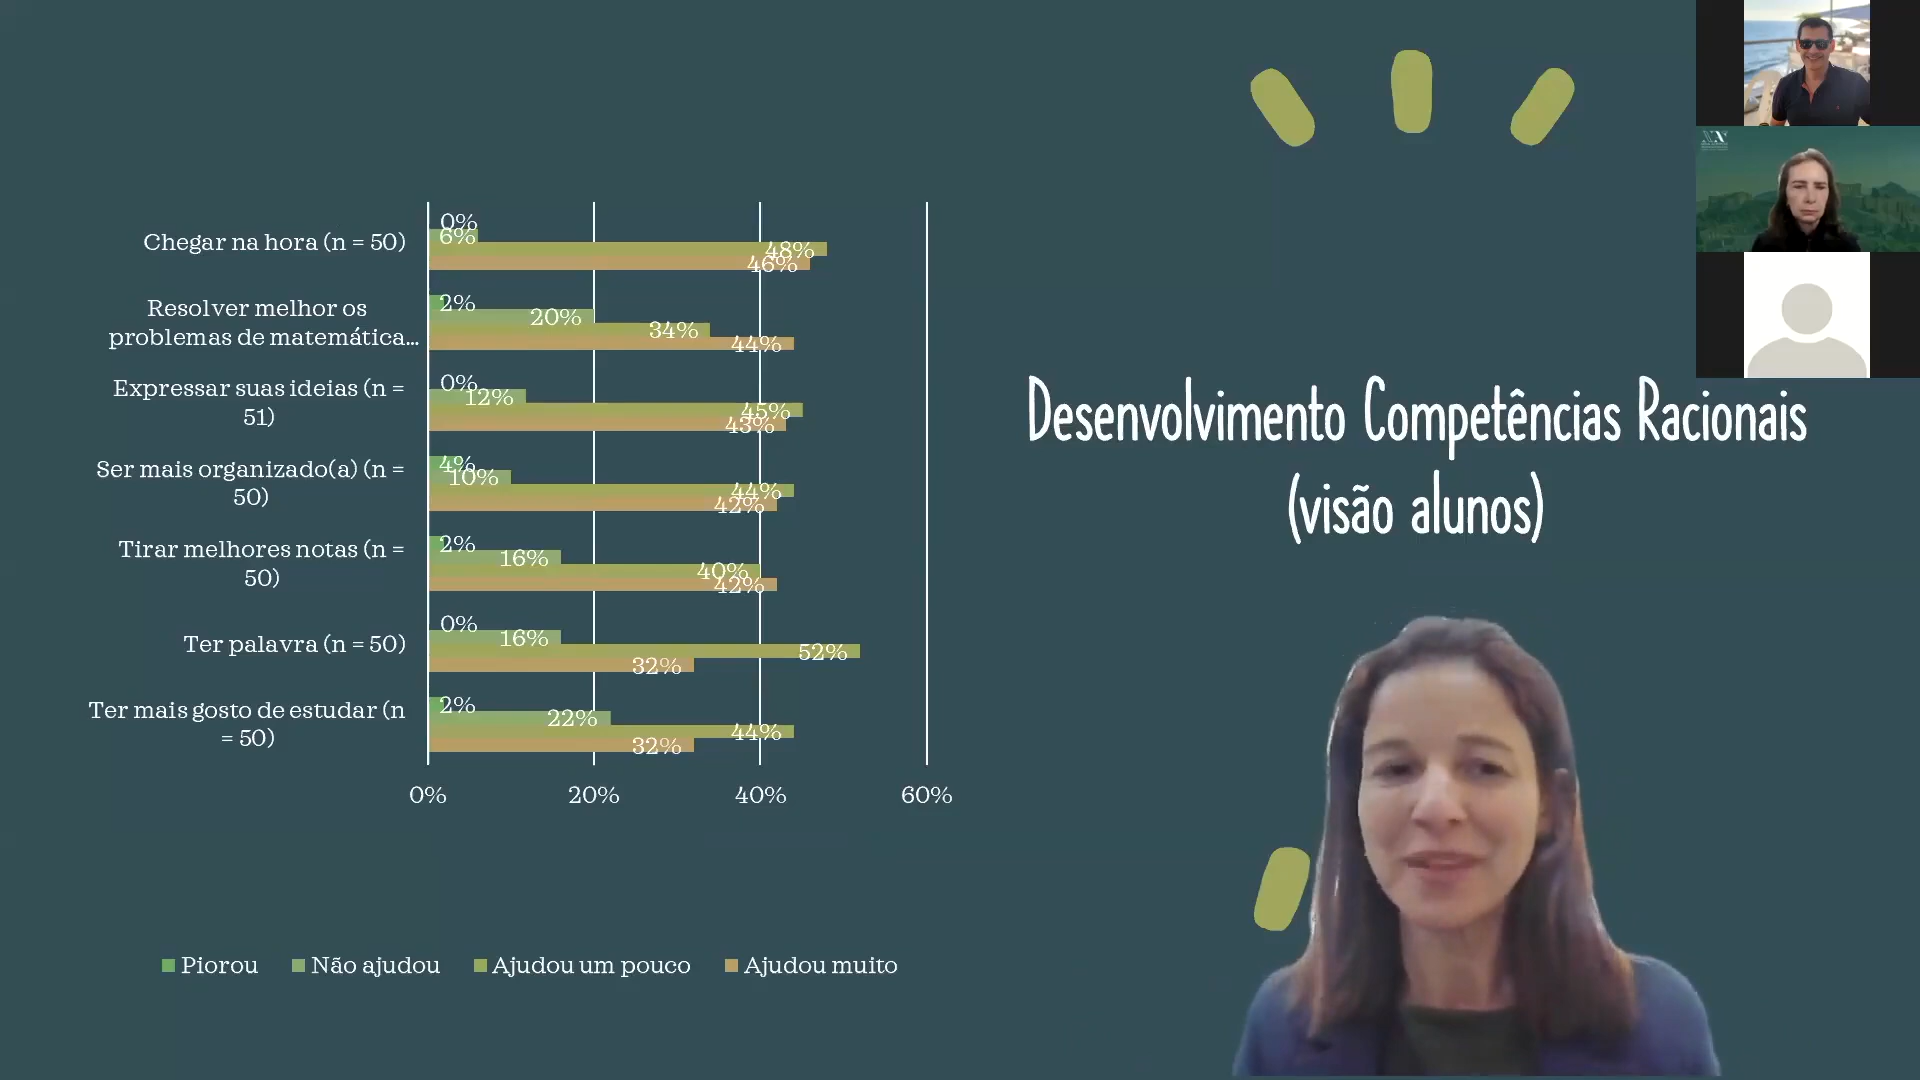 Chegar na hora (n = 50)
0%
6%
48%
46%
Resolver melhor os
problemas de matemática...
2%
20%
34%
44%
Expressar suas ideias (n =
51)
0%
12%
45%
43%
Ser mais organizado(a) (n =
50)
4%
10%
44%
42%
Tirar melhores notas (n =
50)
2%
16%
40%
42%
Ter palavra (n = 50)
0%
16%
52%
32%
Ter mais gosto de estudar (n
= 50)
2%
22%
44%
32%
0% 20% 40% 60%
Piorou Não ajudou Ajudou um pouco Ajudou muito
Desenvolvimento Competências Racionais
(visão alunos)